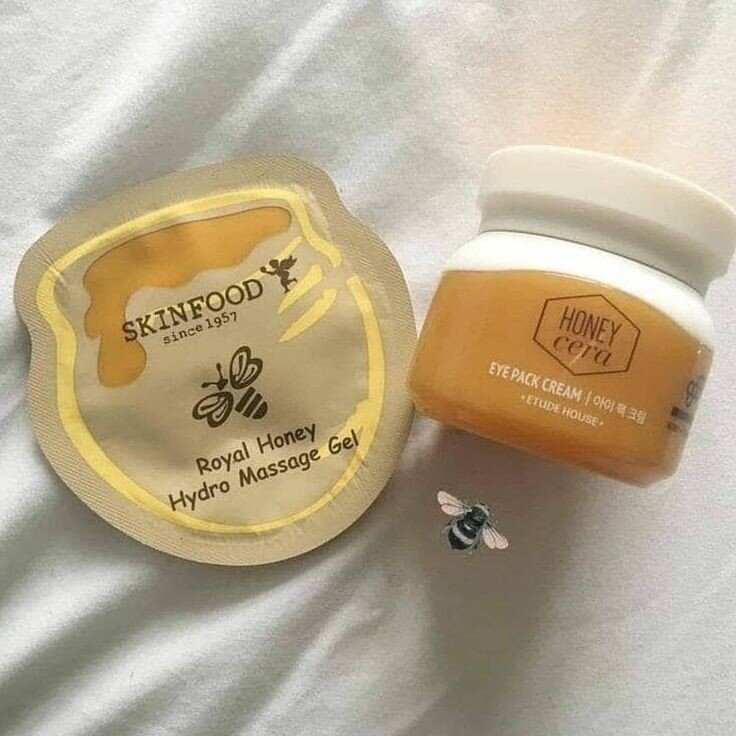 SKINFOOD
since 1957
Royal Honey
Hydro Massage Gel
HONEY
cera
EYE PACK CREAM | 아이 팩 크림
• ETUDE HOUSE •